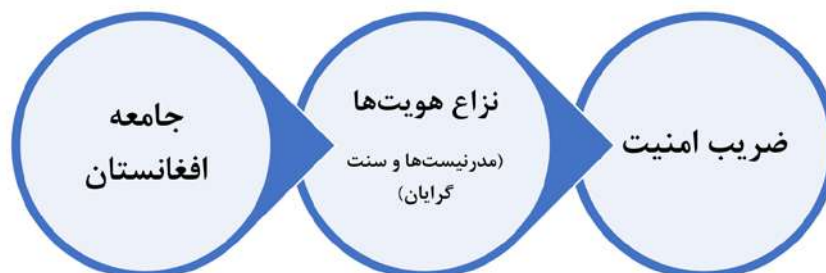 جامعه
افغانستان
نزاع هویت‌ها
(مدرنیست‌ها و سنت
گرایان)
ضریب امنیت